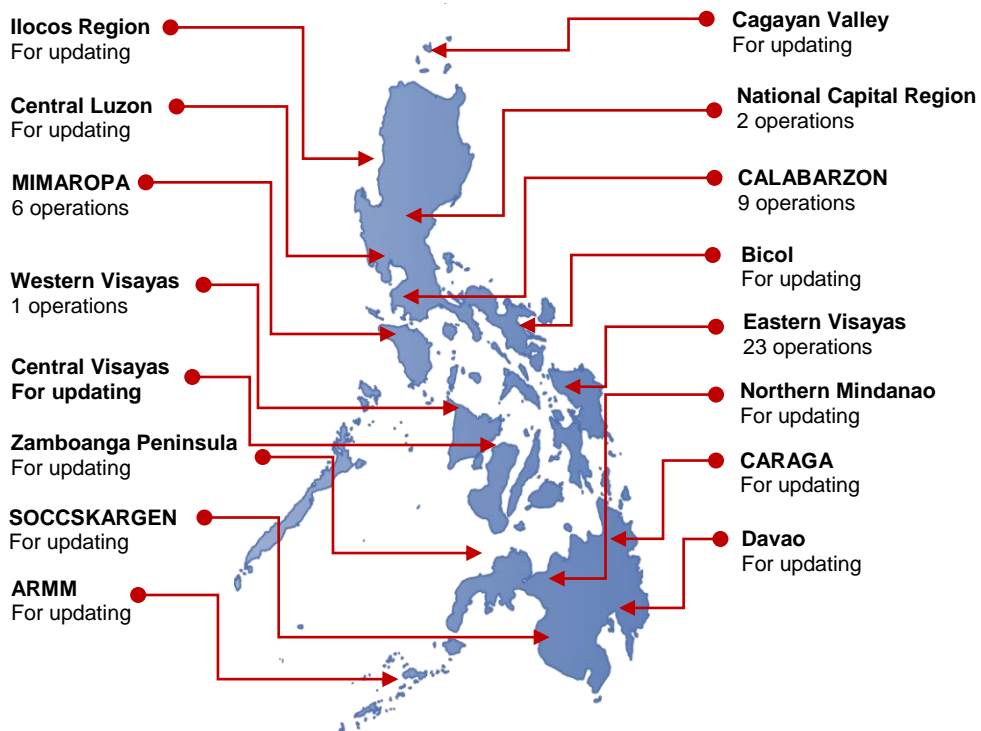 Ilocos Region
For updating
Central Luzon
For updating
MIMAROPA
6 operations
Western Visayas
1 operations
Central Visayas
For updating
Zamboanga Peninsula
For updating
SOCCSKARGEN
For updating
ARMM
For updating
Cagayan Valley
For updating
National Capital Region
2 operations
CALABARZON
9 operations
Bicol
For updating
Eastern Visayas
23 operations
Northern Mindanao
For updating
CARAGA
For updating
Davao
For updating